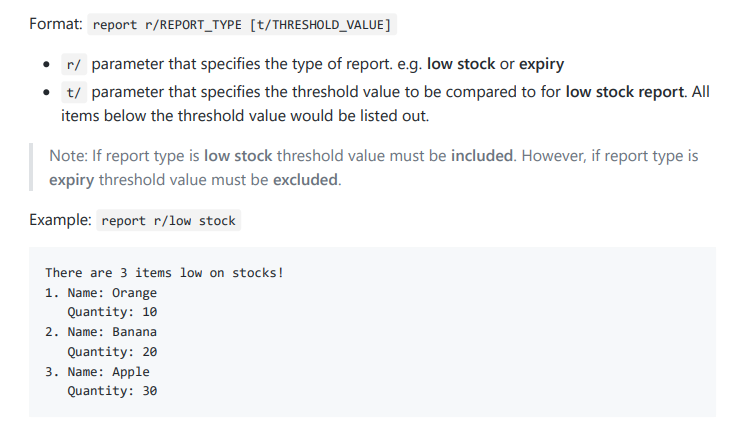 Format: report r/REPORT_TYPE [t/THRESHOLD_VALUE]
• r/ parameter that specifies the type of report. e.g. low stock or expiry
• t/ parameter that specifies the threshold value to be compared to for low stock report. All
items below the threshold value would be listed out.
Note: If report type is low stock threshold value must be included. However, if report type is
expiry threshold value must be excluded.
Example: report r/low stock
There are 3 items low on stocks!
1. Name: Orange
   Quantity: 10
2. Name: Banana
   Quantity: 20
3. Name: Apple
   Quantity: 30